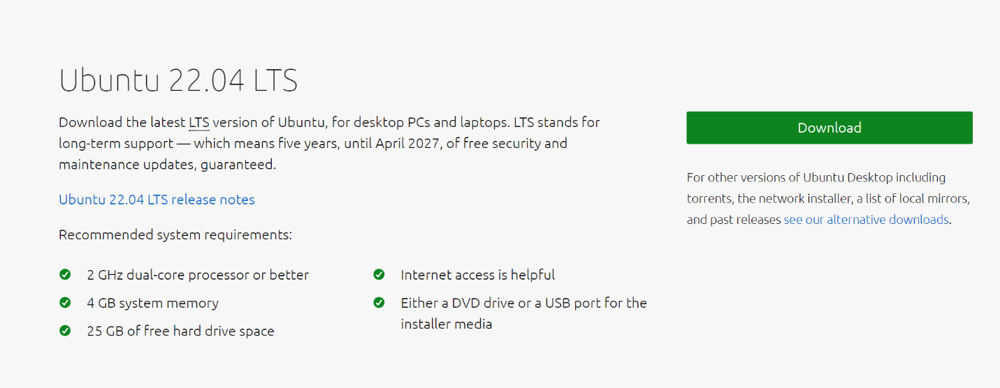 Ubuntu 22.04 LTS
Download the latest LTS version of Ubuntu, for desktop PCs and laptops. LTS stands for
long-term support — which means five years, until April 2027, of free security and
maintenance updates, guaranteed.
Ubuntu 22.04 LTS release notes
Recommended system requirements:
2 GHz dual-core processor or better
4 GB system memory
25 GB of free hard drive space
Internet access is helpful
Either a DVD drive or a USB port for the
installer media
Download
For other versions of Ubuntu Desktop including
torrents, the network installer, a list of local mirrors,
and past releases see our alternative downloads.